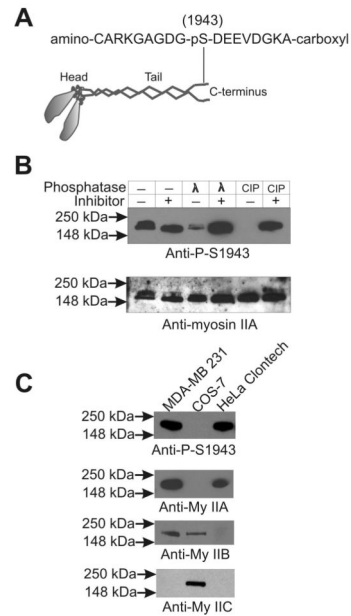 A
(1943)
amino-CARKGAGDG-pS-DEEVDGKA-carboxyl
Head
Tail
C-terminus
B
Phosphatase – – λ λ CIP CIP
Inhibitor – + – + – +
250 kDa
148 kDa
Anti-P-S1943
250 kDa
148 kDa
Anti-myosin IIA
C
MDA-MB 231
COS-7
HeLa Clontech
250 kDa
148 kDa
Anti-P-S1943
250 kDa
148 kDa
Anti-My IIA
250 kDa
148 kDa
Anti-My IIB
250 kDa
148 kDa
Anti-My IIC